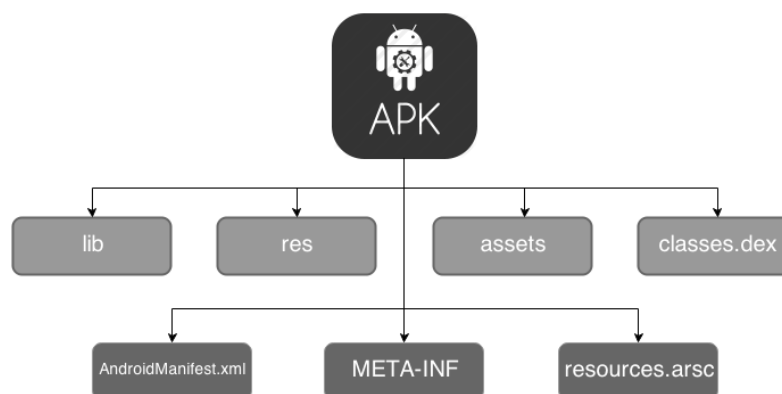 APK
lib
res
assets
classes.dex
AndroidManifest.xml
META-INF
resources.arsc